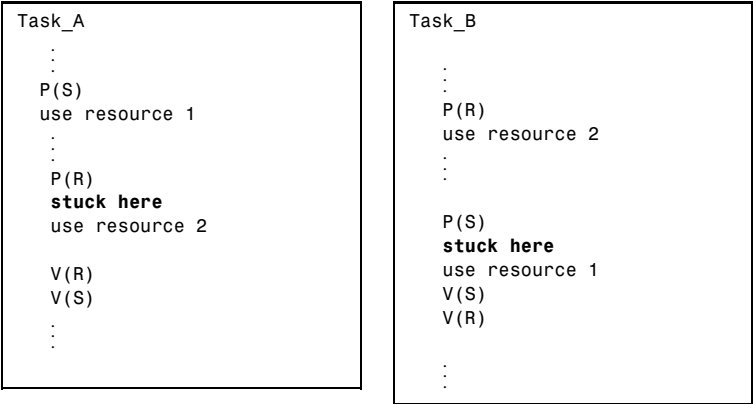 Task_A
.
.
.
P(S)
use resource 1
.
.
.
P(R)
stuck here
use resource 2
V(R)
V(S)
.
.
.
Task_B
.
.
.
P(R)
use resource 2
.
.
.
P(S)
stuck here
use resource 1
V(S)
V(R)
.
.
.